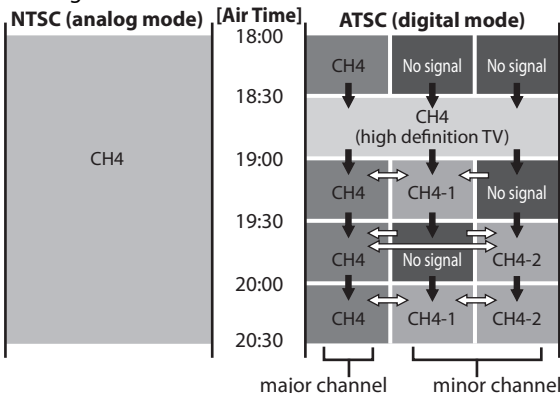 NTSC (analog mode) [Air Time] ATSC (digital mode)
18:00
CH4 No signal No signal
18:30
CH4
(high definition TV)
CH4
19:00
CH4 CH4-1 No signal
19:30
CH4 No signal CH4-2
20:00
CH4 CH4-1 CH4-2
20:30
major channel minor channel